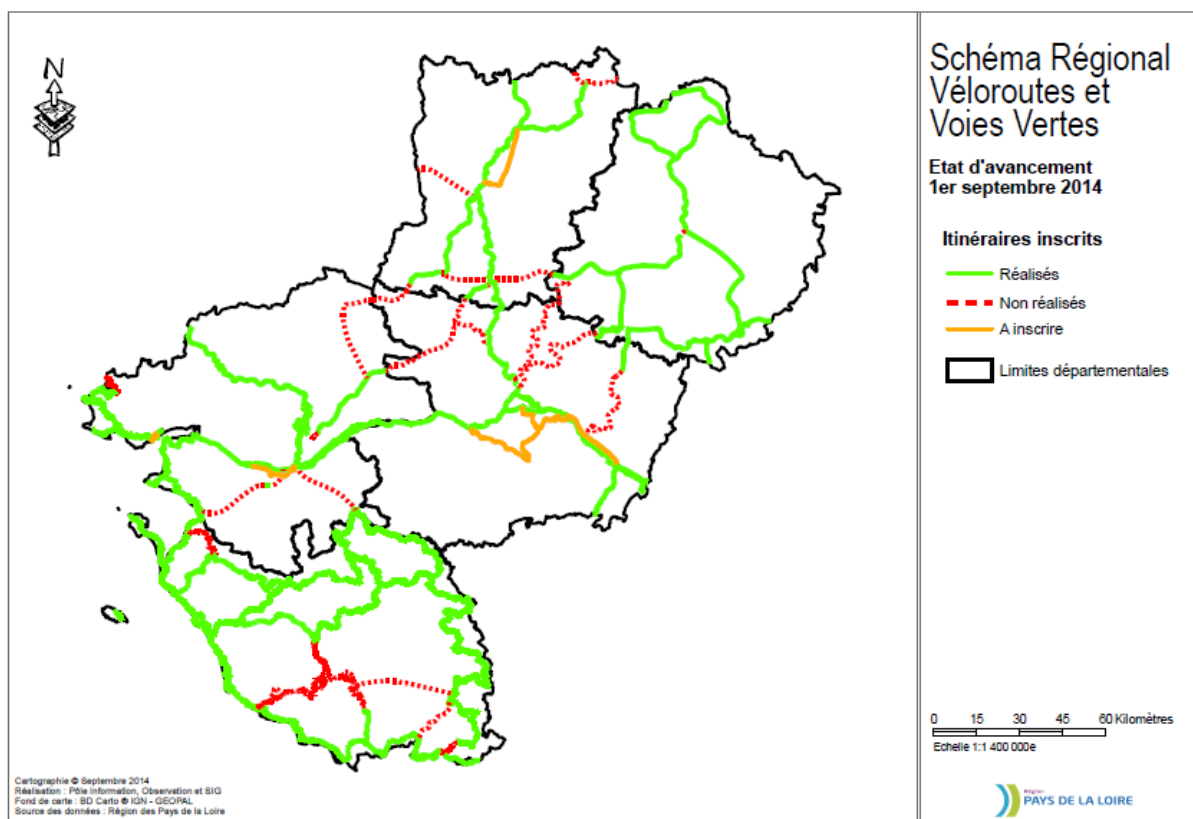 N
Schéma Régional
Véloroutes et
Voies Vertes
Etat d'avancement
1er septembre 2014
Itinéraires inscrits
Réalisés
Non réalisés
A inscrire
Limites départementales
0 15 30 45 60 Kilomètres
Echelle 1:1 400 000e
Cartographie © Septembre 2014
Réalisation : Pôle Information, Observation et SIG
Fond de carte : BD Carto ® IGN - GEOPAL
Source des données : Région des Pays de la Loire
Région
PAYS DE LA LOIRE